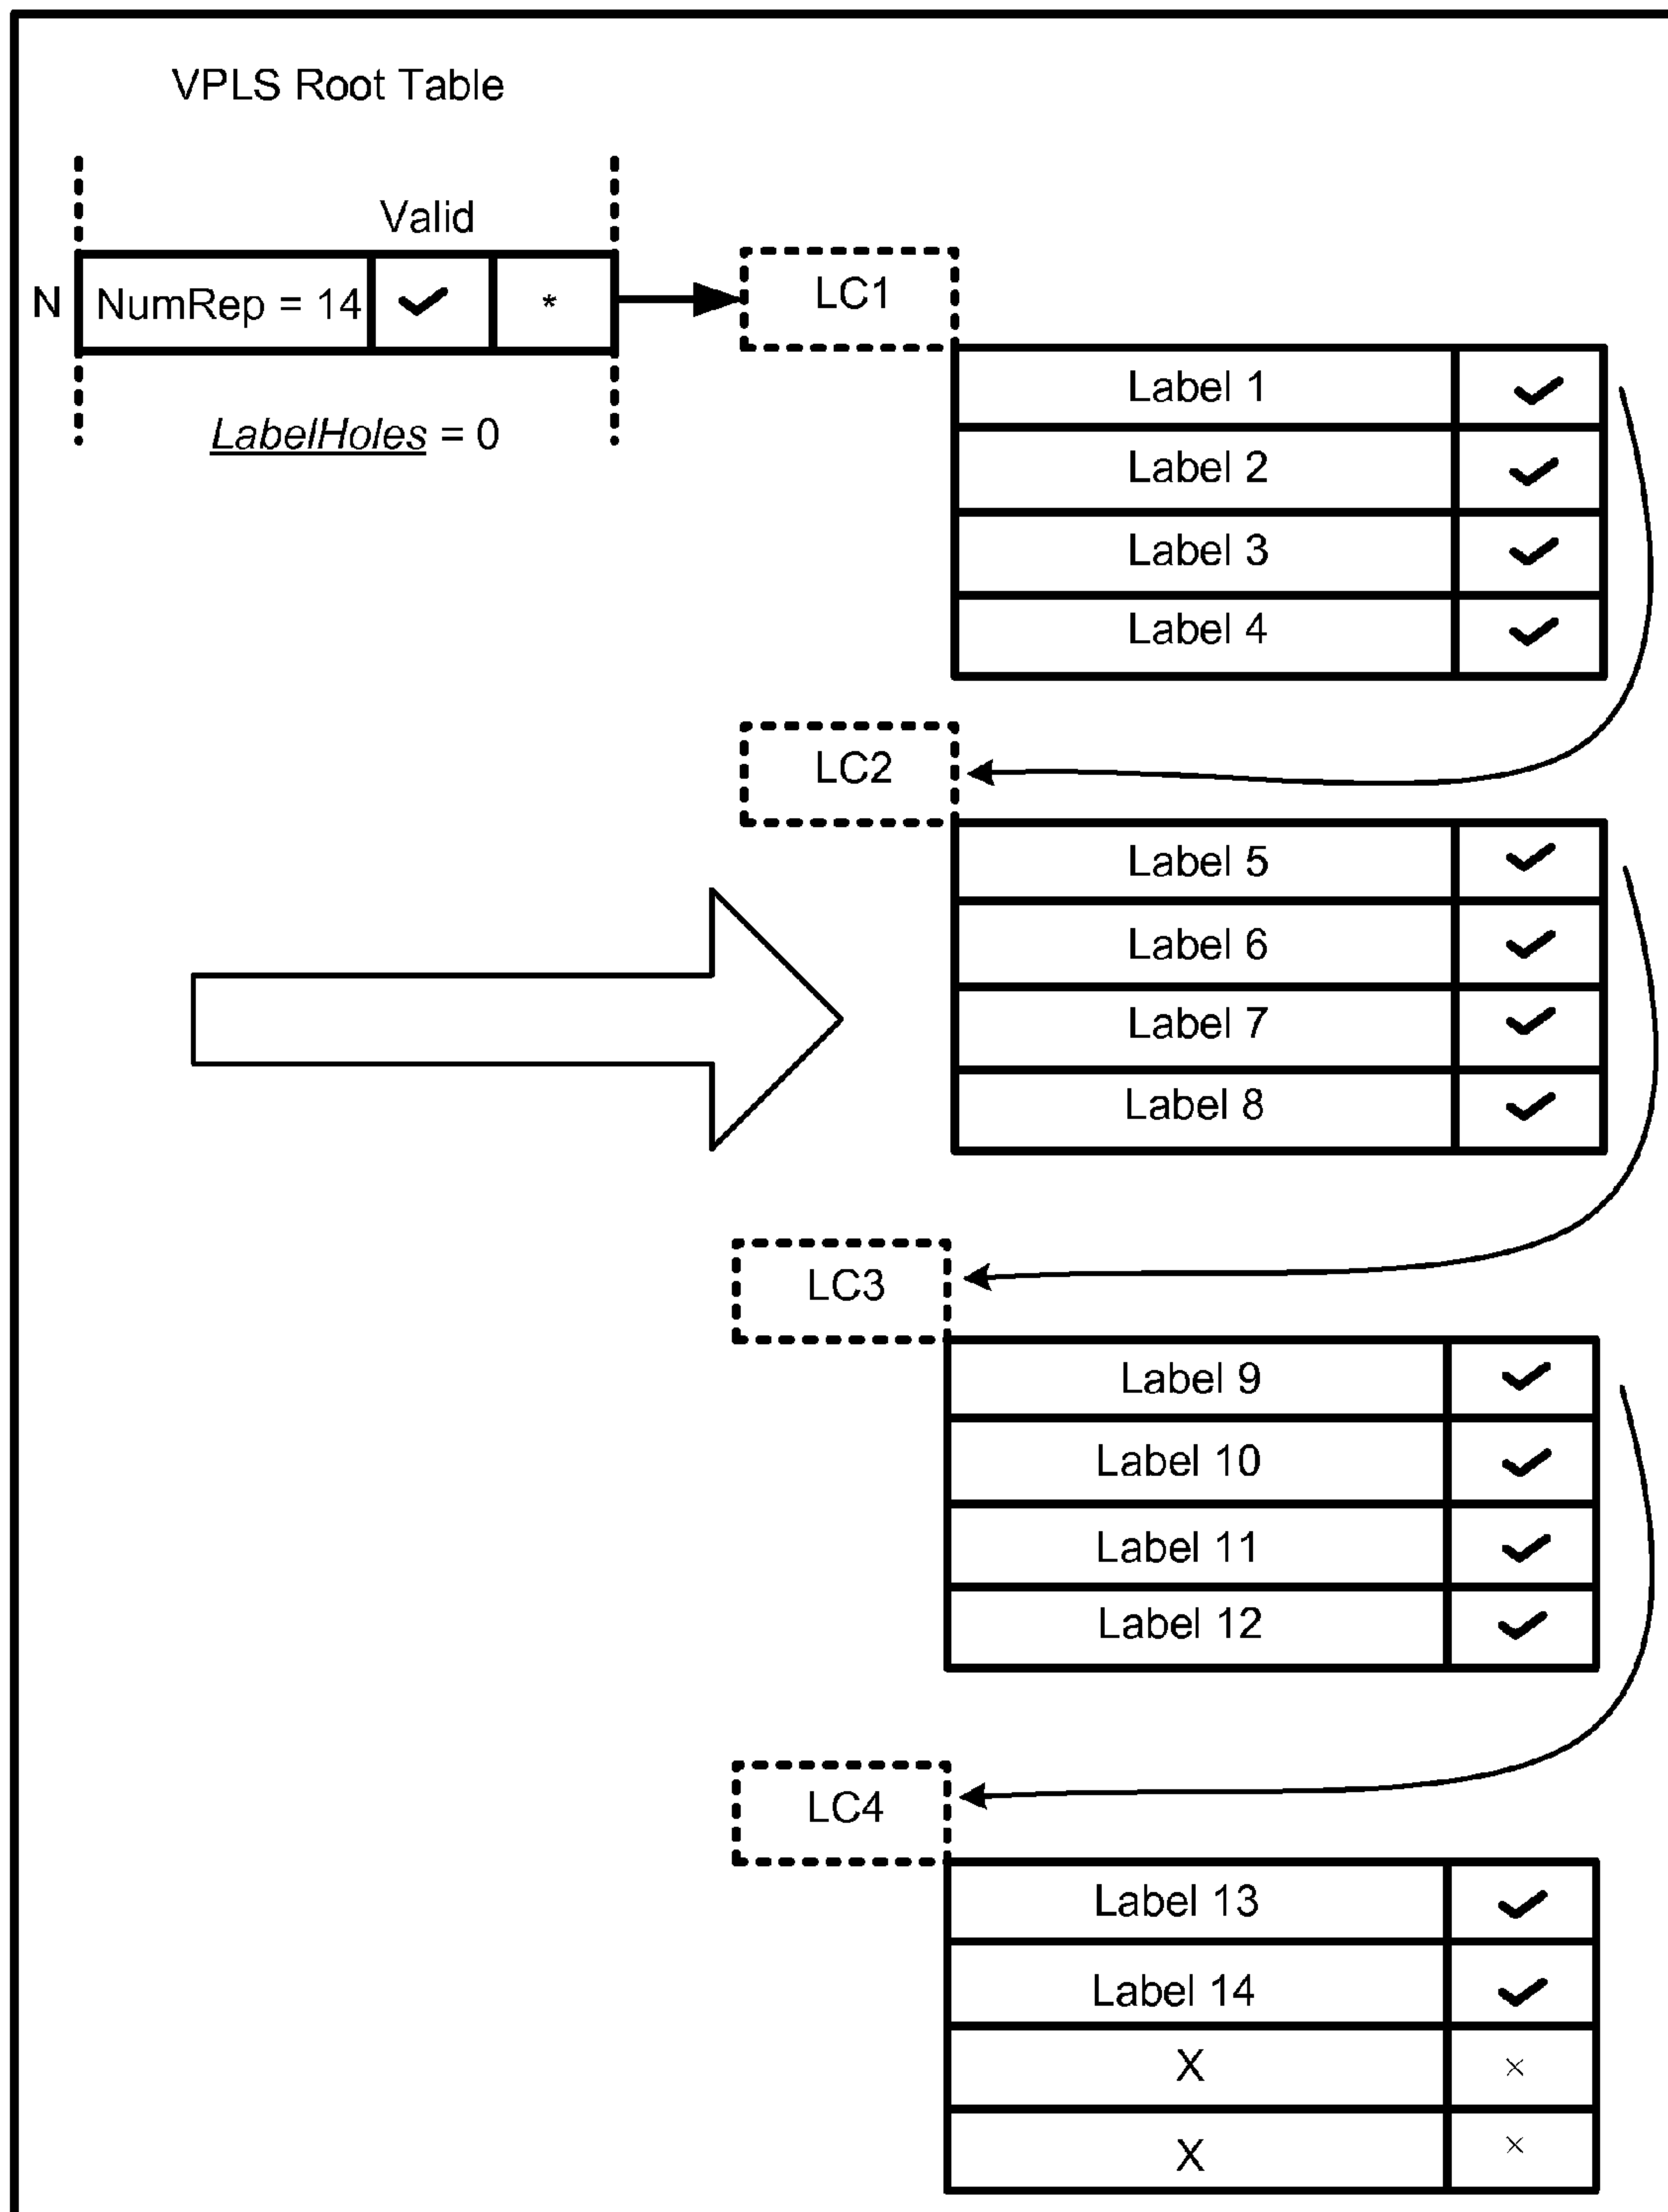 VPLS Root Table
Valid
N NumRep = 14 *
LabelHoles = 0
LC1
Label 1
Label 2
Label 3
Label 4
LC2
Label 5
Label 6
Label 7
Label 8
LC3
Label 9
Label 10
Label 11
Label 12
LC4
Label 13
Label 14
X ×
X ×